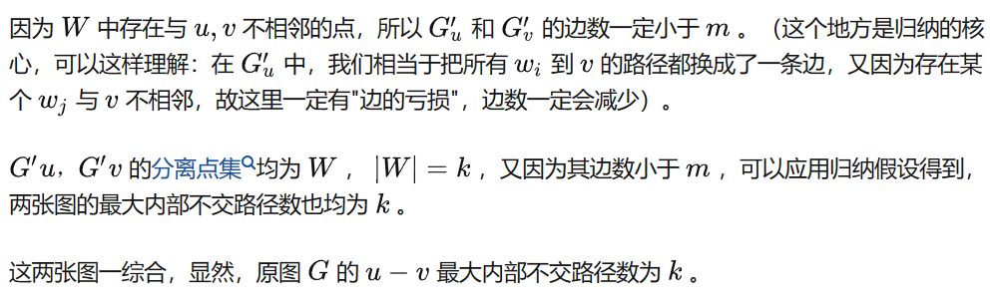 因为 W 中存在与 u, v 不相邻的点，所以 G′_u 和 G′_v 的边数一定小于 m 。（这个地方是归纳的核
心，可以这样理解：在 G′_u 中，我们相当于把所有 w_i 到 v 的路径都换成了一条边，又因为存在某
个 w_j 与 v 不相邻，故这里一定有"边的亏损"，边数一定会减少）。
G′u，G′v 的分离点集均为 W ，|W| = k ，又因为其边数小于 m ，可以应用归纳假设得到，
两张图的最大内部不交路径数也均为 k 。
这两张图一综合，显然，原图 G 的 u − v 最大内部不交路径数为 k 。